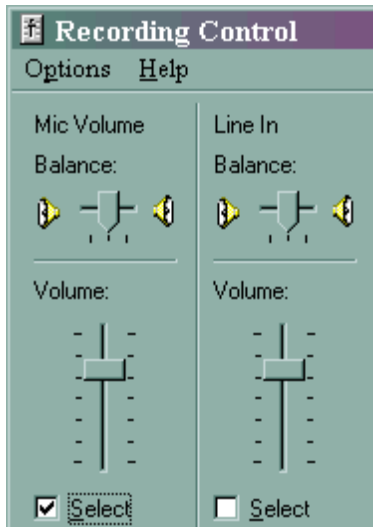 Recording Control
Options Help
Mic Volume Line In
Balance: Balance:
Volume: Volume:
Select Select